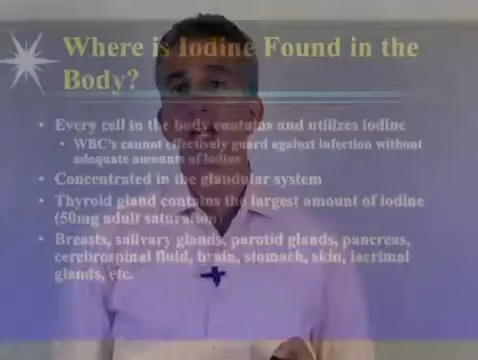 Where is Iodine Found in the
Body?
• Every cell in the body contains and utilizes iodine
• WBC's cannot effectively guard against infection without
adequate amounts of iodine
• Concentrated in the glandular system
• Thyroid gland contains the largest amount of iodine
(50mg adult saturation)
• Breasts, salivary glands, parotid glands, pancreas,
cerebrospinal fluid, brain, stomach, skin, lacrimal
glands, etc.